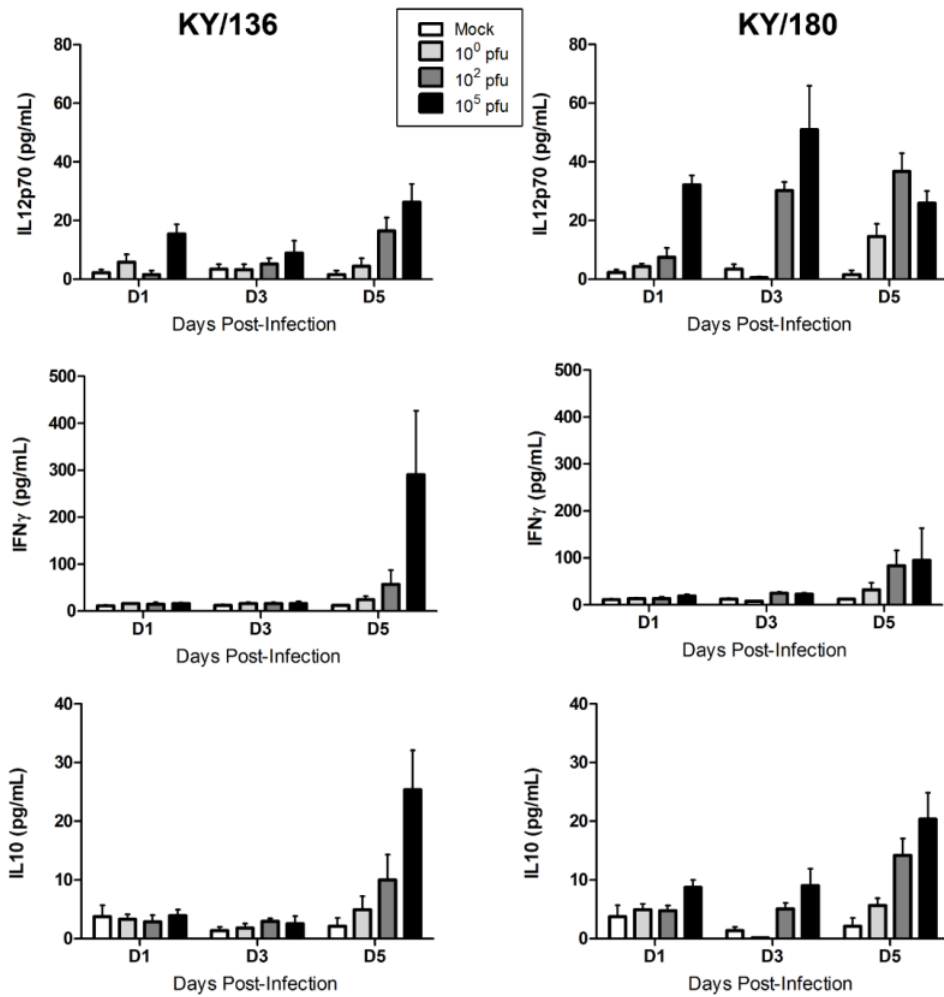 KY/136
KY/180
Mock
10⁰ pfu
10² pfu
10⁵ pfu
IL12p70 (pg/mL)
80
60
40
20
0
D1 D3 D5
Days Post-Infection
IL12p70 (pg/mL)
80
60
40
20
0
D1 D3 D5
Days Post-Infection
IFNγ (pg/mL)
500
400
300
200
100
0
D1 D3 D5
Days Post-Infection
IFNγ (pg/mL)
500
400
300
200
100
0
D1 D3 D5
Days Post-Infection
IL10 (pg/mL)
40
30
20
10
0
D1 D3 D5
Days Post-Infection
IL10 (pg/mL)
40
30
20
10
0
D1 D3 D5
Days Post-Infection